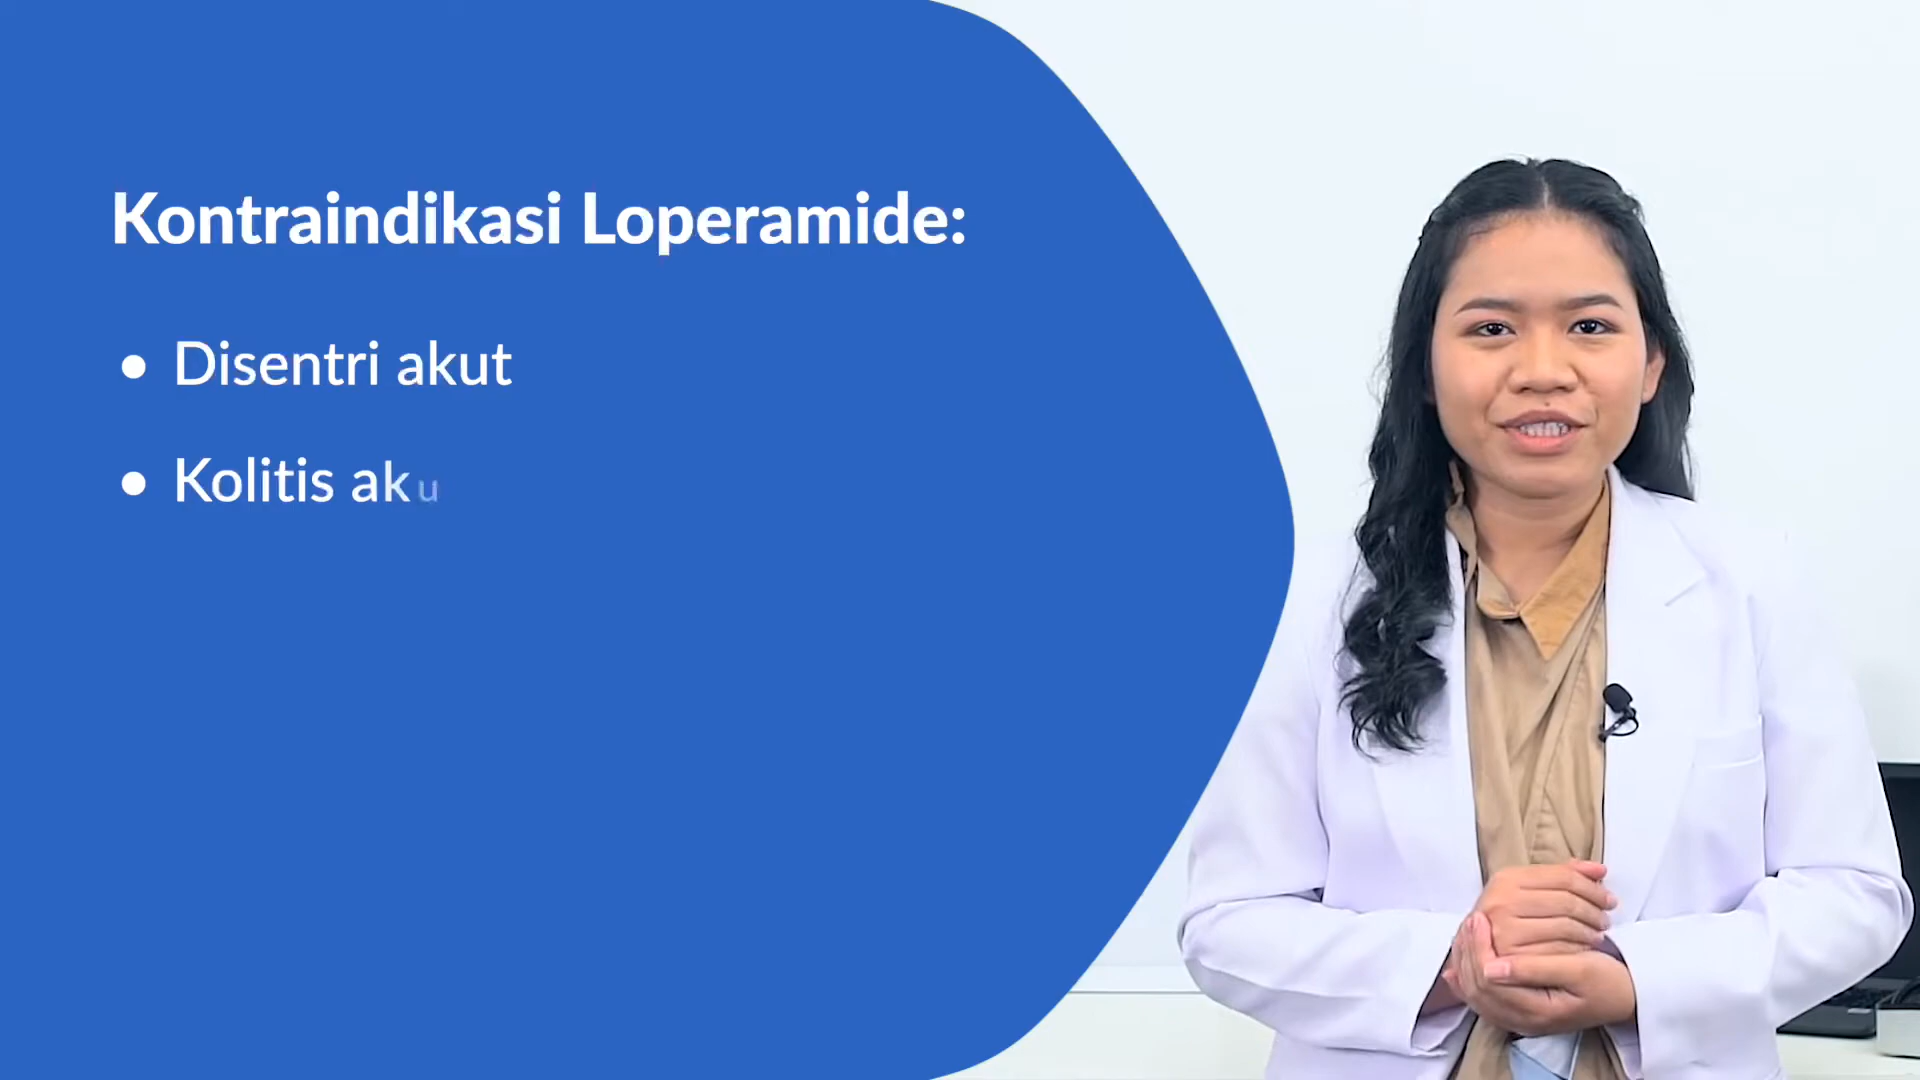 Kontraindikasi Loperamide:
• Disentri akut
• Kolitis aku